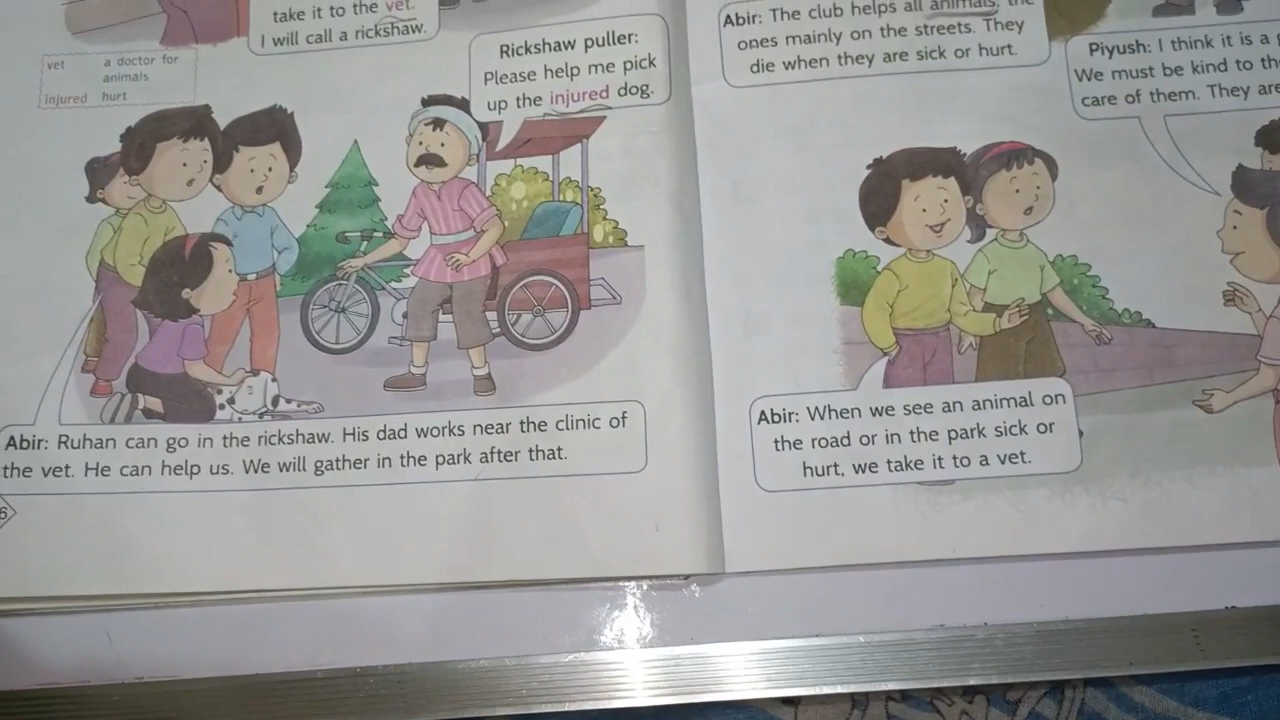 take it to the vet.
I will call a rickshaw.
vet a doctor for
animals
injured hurt
Rickshaw puller:
Please help me pick
up the injured dog.
Abir: Ruhan can go in the rickshaw. His dad works near the clinic of
the vet. He can help us. We will gather in the park after that.
6
Abir: The club helps all animals, the
ones mainly on the streets. They
die when they are sick or hurt.
Piyush: I think it is a
We must be kind to
care of them. They are
Abir: When we see an animal on
the road or in the park sick or
hurt, we take it to a vet.